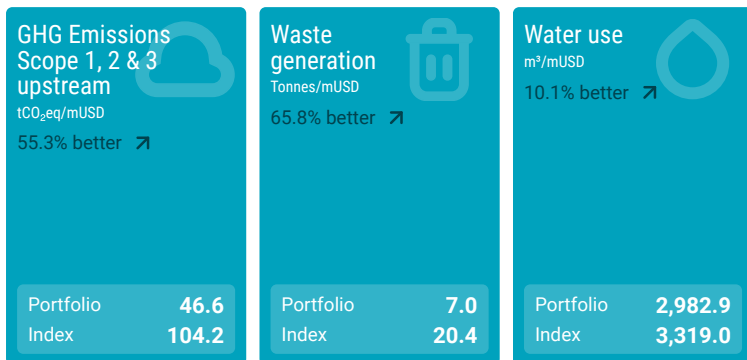 GHG Emissions
Scope 1, 2 & 3
upstream
tCO₂eq/mUSD
55.3% better
Portfolio 46.6
Index 104.2
Waste
generation
Tonnes/mUSD
65.8% better
Portfolio 7.0
Index 20.4
Water use
m³/mUSD
10.1% better
Portfolio 2,982.9
Index 3,319.0